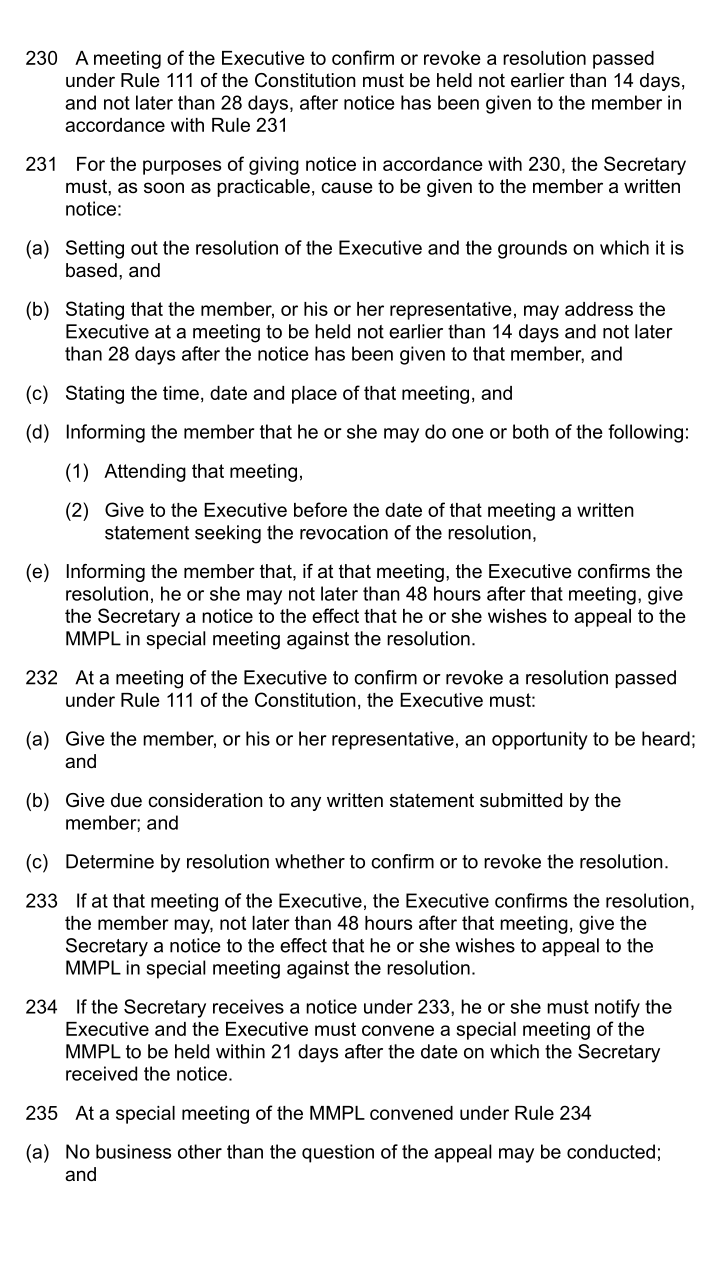 230 A meeting of the Executive to confirm or revoke a resolution passed
under Rule 111 of the Constitution must be held not earlier than 14 days,
and not later than 28 days, after notice has been given to the member in
accordance with Rule 231
231 For the purposes of giving notice in accordance with 230, the Secretary
must, as soon as practicable, cause to be given to the member a written
notice:
(a) Setting out the resolution of the Executive and the grounds on which it is
based, and
(b) Stating that the member, or his or her representative, may address the
Executive at a meeting to be held not earlier than 14 days and not later
than 28 days after the notice has been given to that member, and
(c) Stating the time, date and place of that meeting, and
(d) Informing the member that he or she may do one or both of the following:
(1) Attending that meeting,
(2) Give to the Executive before the date of that meeting a written
statement seeking the revocation of the resolution,
(e) Informing the member that, if at that meeting, the Executive confirms the
resolution, he or she may not later than 48 hours after that meeting, give
the Secretary a notice to the effect that he or she wishes to appeal to the
MMPL in special meeting against the resolution.
232 At a meeting of the Executive to confirm or revoke a resolution passed
under Rule 111 of the Constitution, the Executive must:
(a) Give the member, or his or her representative, an opportunity to be heard;
and
(b) Give due consideration to any written statement submitted by the
member; and
(c) Determine by resolution whether to confirm or to revoke the resolution.
233 If at that meeting of the Executive, the Executive confirms the resolution,
the member may, not later than 48 hours after that meeting, give the
Secretary a notice to the effect that he or she wishes to appeal to the
MMPL in special meeting against the resolution.
234 If the Secretary receives a notice under 233, he or she must notify the
Executive and the Executive must convene a special meeting of the
MMPL to be held within 21 days after the date on which the Secretary
received the notice.
235 At a special meeting of the MMPL convened under Rule 234
(a) No business other than the question of the appeal may be conducted;
and